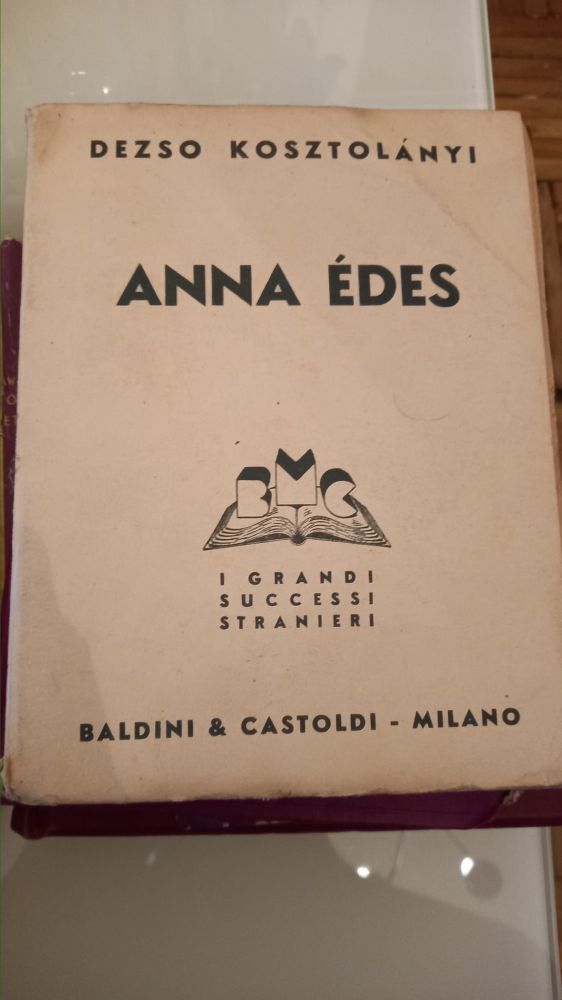 DEZSO KOSZTOLÁNYI
ANNA ÉDES
BMC
I GRANDI
SUCCESSI
STRANIERI
BALDINI & CASTOLDI - MILANO